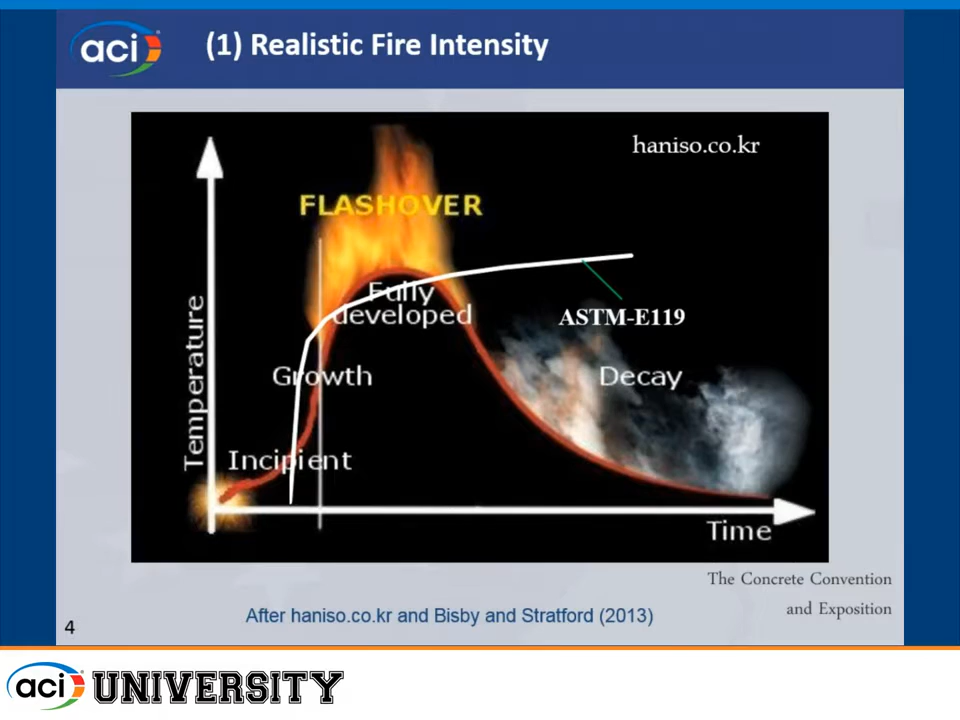 aci
(1) Realistic Fire Intensity
haniso.co.kr
FLASHOVER
Fully
developed
ASTM-E119
Growth
Decay
Temperature
Incipient
Time
The Concrete Convention
and Exposition
After haniso.co.kr and Bisby and Stratford (2013)
4
aci UNIVERSITY